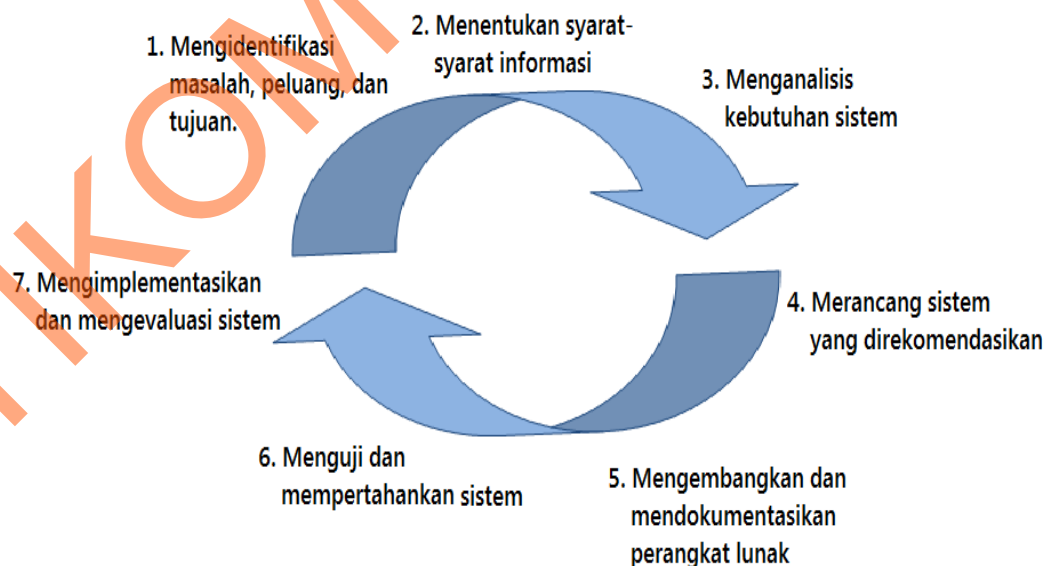 1. Mengidentifikasi
masalah, peluang, dan
tujuan.
2. Menentukan syarat-
syarat informasi
3. Menganalisis
kebutuhan sistem
4. Merancang sistem
yang direkomendasikan
5. Mengembangkan dan
mendokumentasikan
perangkat lunak
6. Menguji dan
mempertahankan sistem
7. Mengimplementasikan
dan mengevaluasi sistem
IKOM